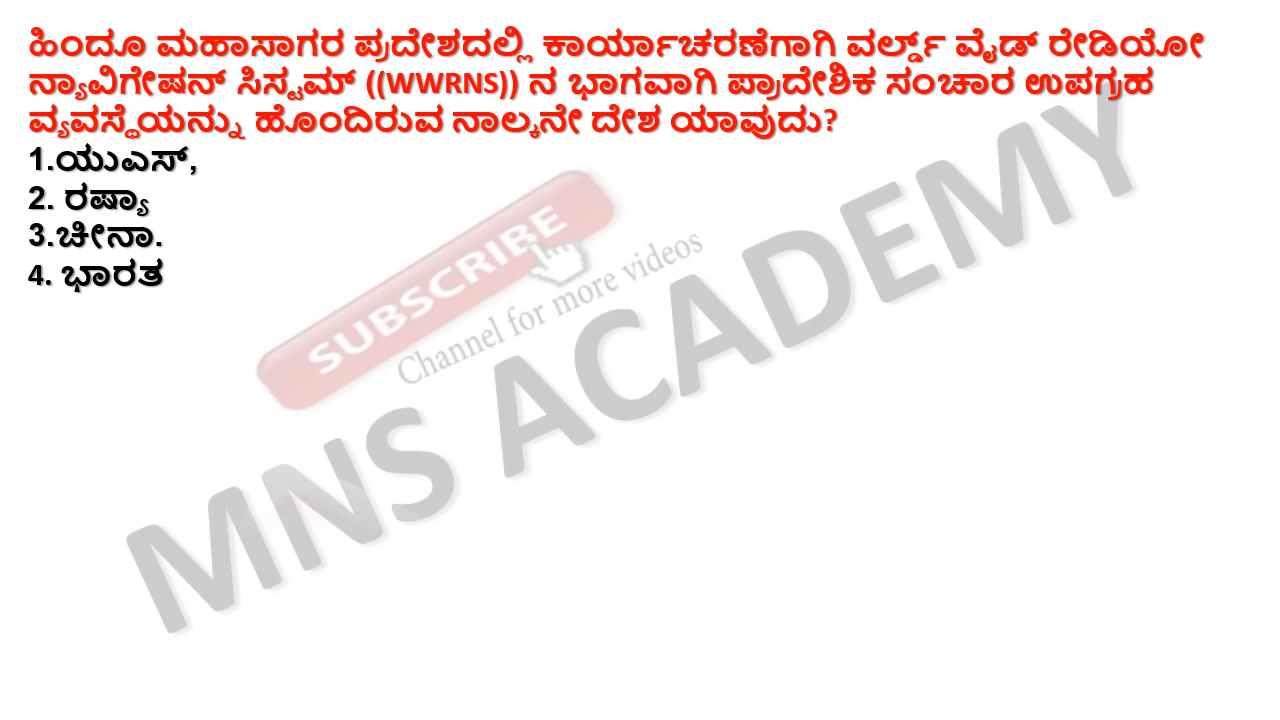 ಹಿಂದೂ ಮಹಾಸಾಗರ ಪ್ರದೇಶದಲ್ಲಿ ಕಾರ್ಯಾಚರಣೆಗಾಗಿ ವರ್ಲ್ಡ್ ವೈಡ್ ರೇಡಿಯೋ
ನ್ಯಾವಿಗೇಷನ್ ಸಿಸ್ಟಮ್ ((WWRNS)) ನ ಭಾಗವಾಗಿ ಪ್ರಾದೇಶಿಕ ಸಂಚಾರ ಉಪಗ್ರಹ
ವ್ಯವಸ್ಥೆಯನ್ನು ಹೊಂದಿರುವ ನಾಲ್ಕನೇ ದೇಶ ಯಾವುದು?
1.ಯುಎಸ್,
2. ರಷ್ಯಾ
3.ಚೀನಾ.
4. ಭಾರತ
SUBSCRIBE
Channel for more videos
MNS ACADEMY